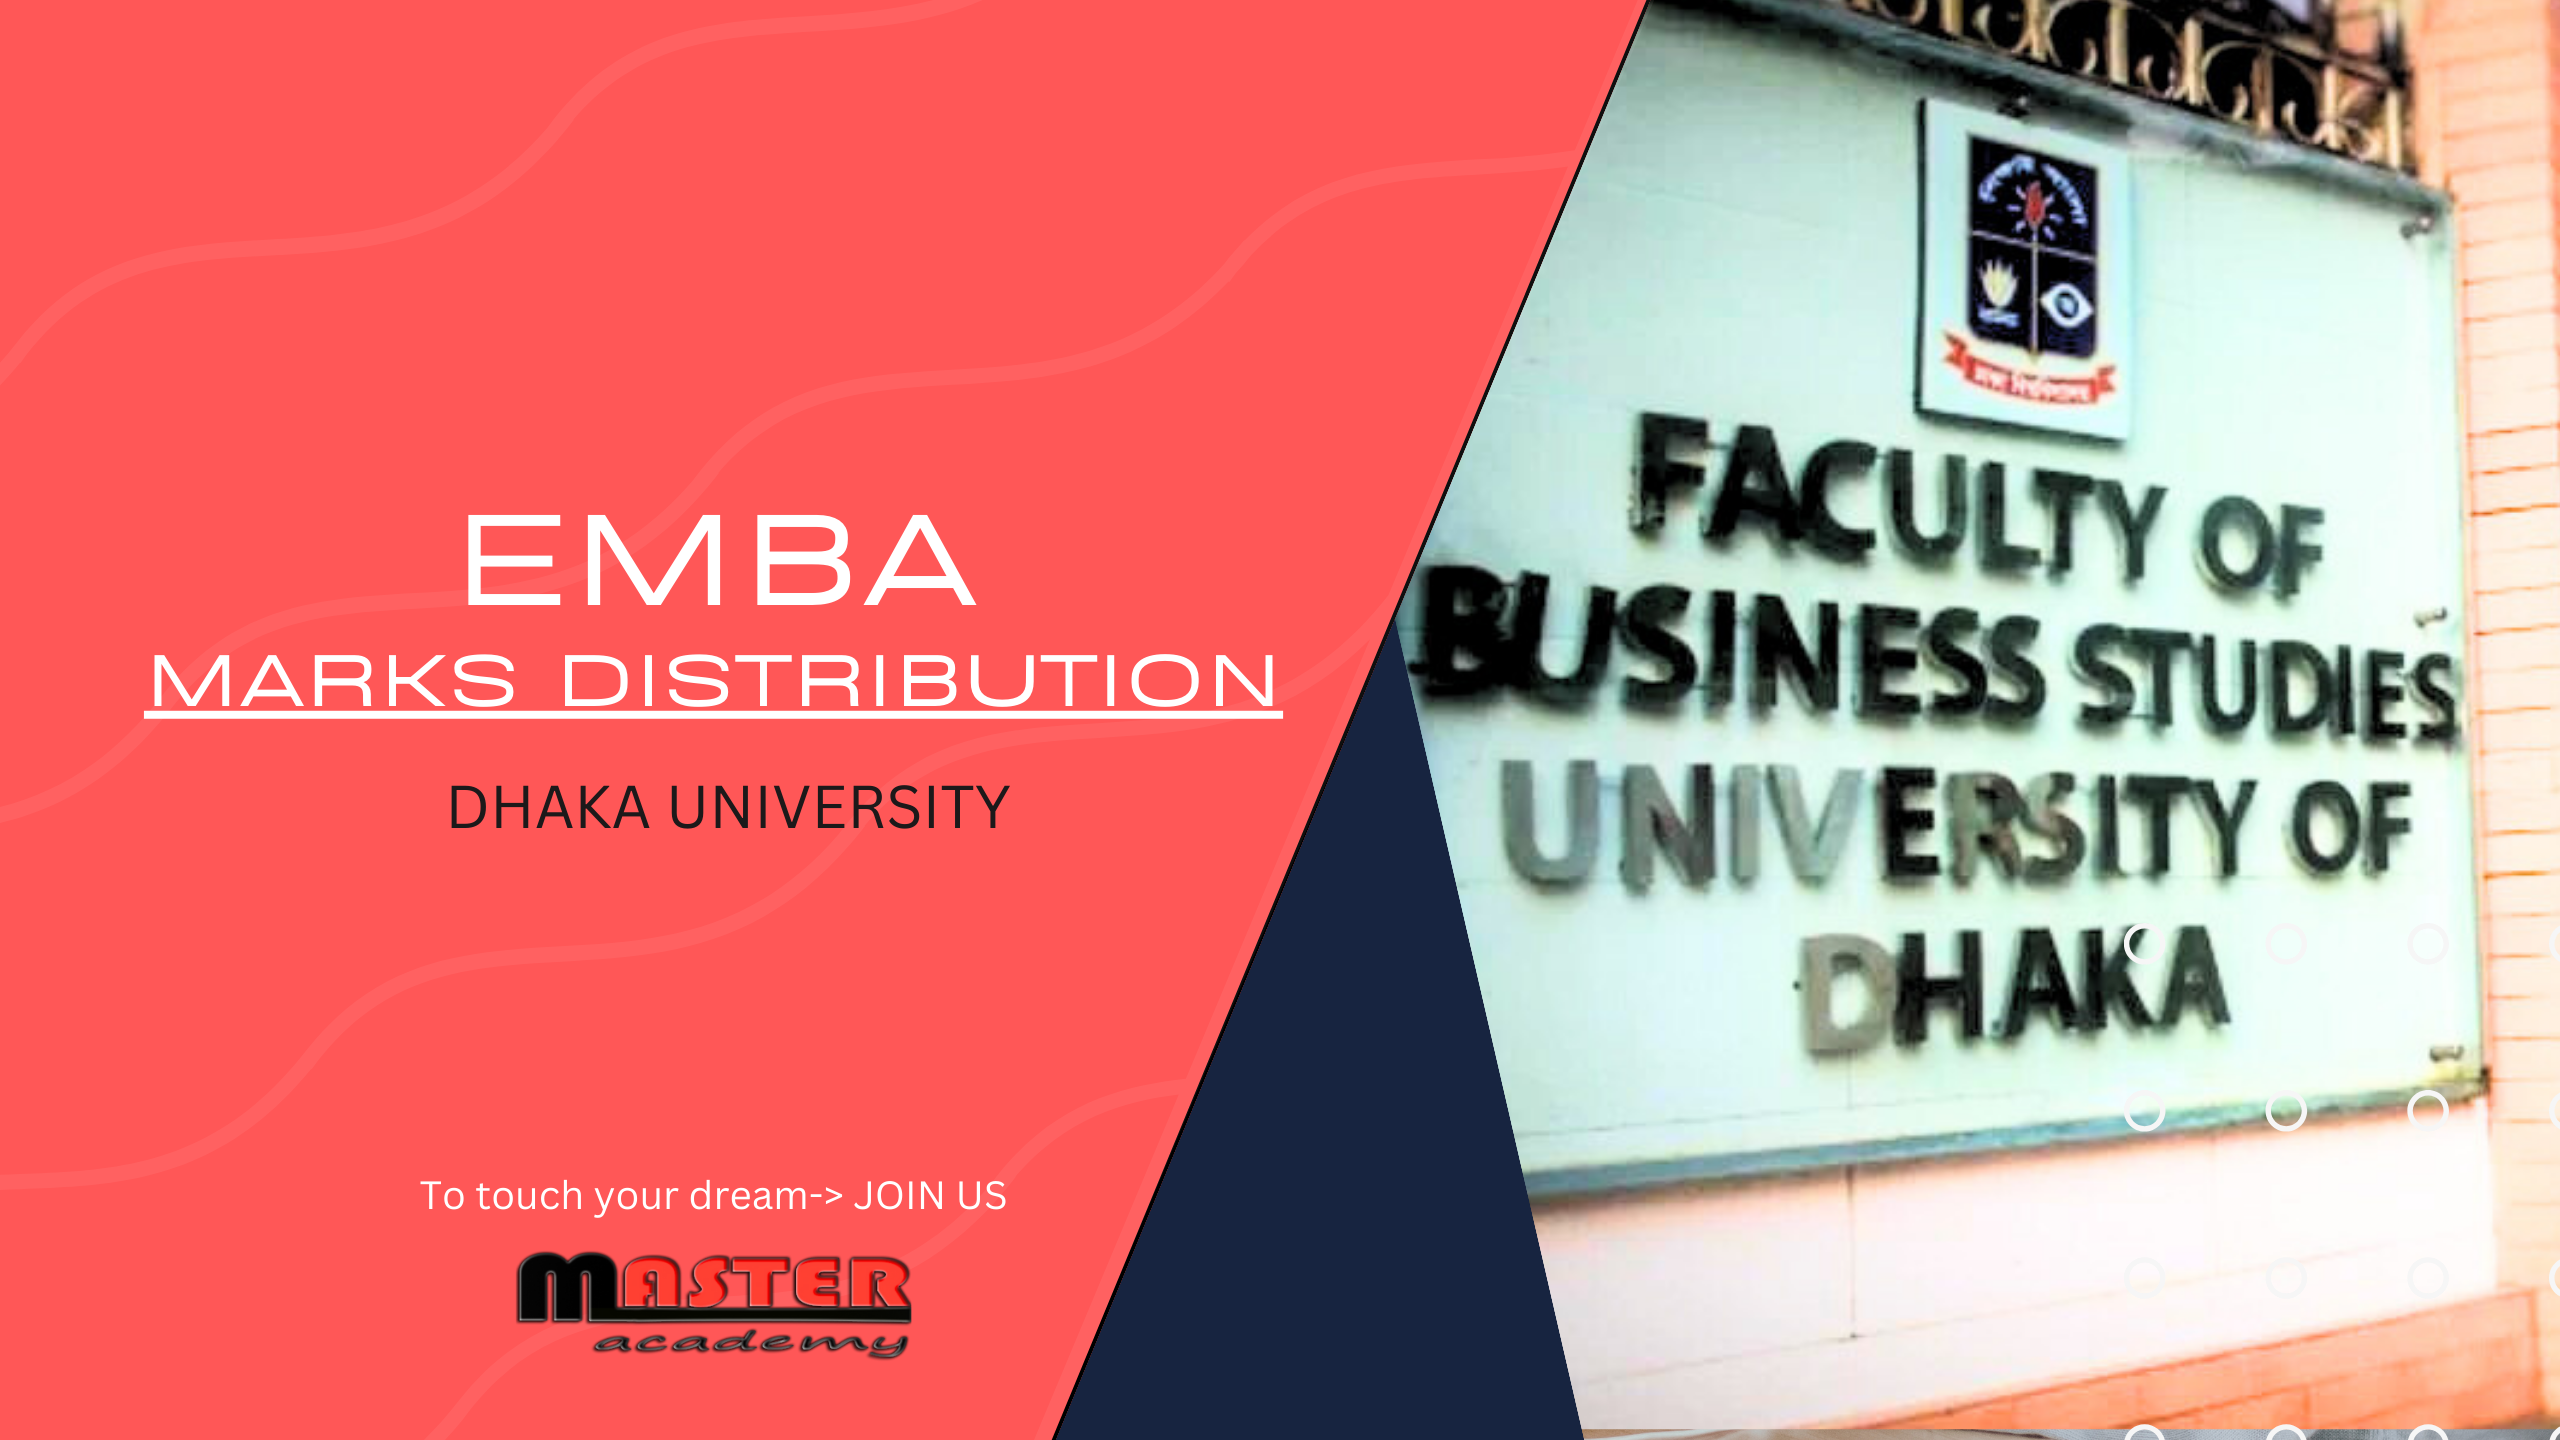 EMBA
MARKS DISTRIBUTION
DHAKA UNIVERSITY
To touch your dream-> JOIN US
MASTER
academy
FACULTY OF
BUSINESS STUDIES
UNIVERSITY OF
DHAKA